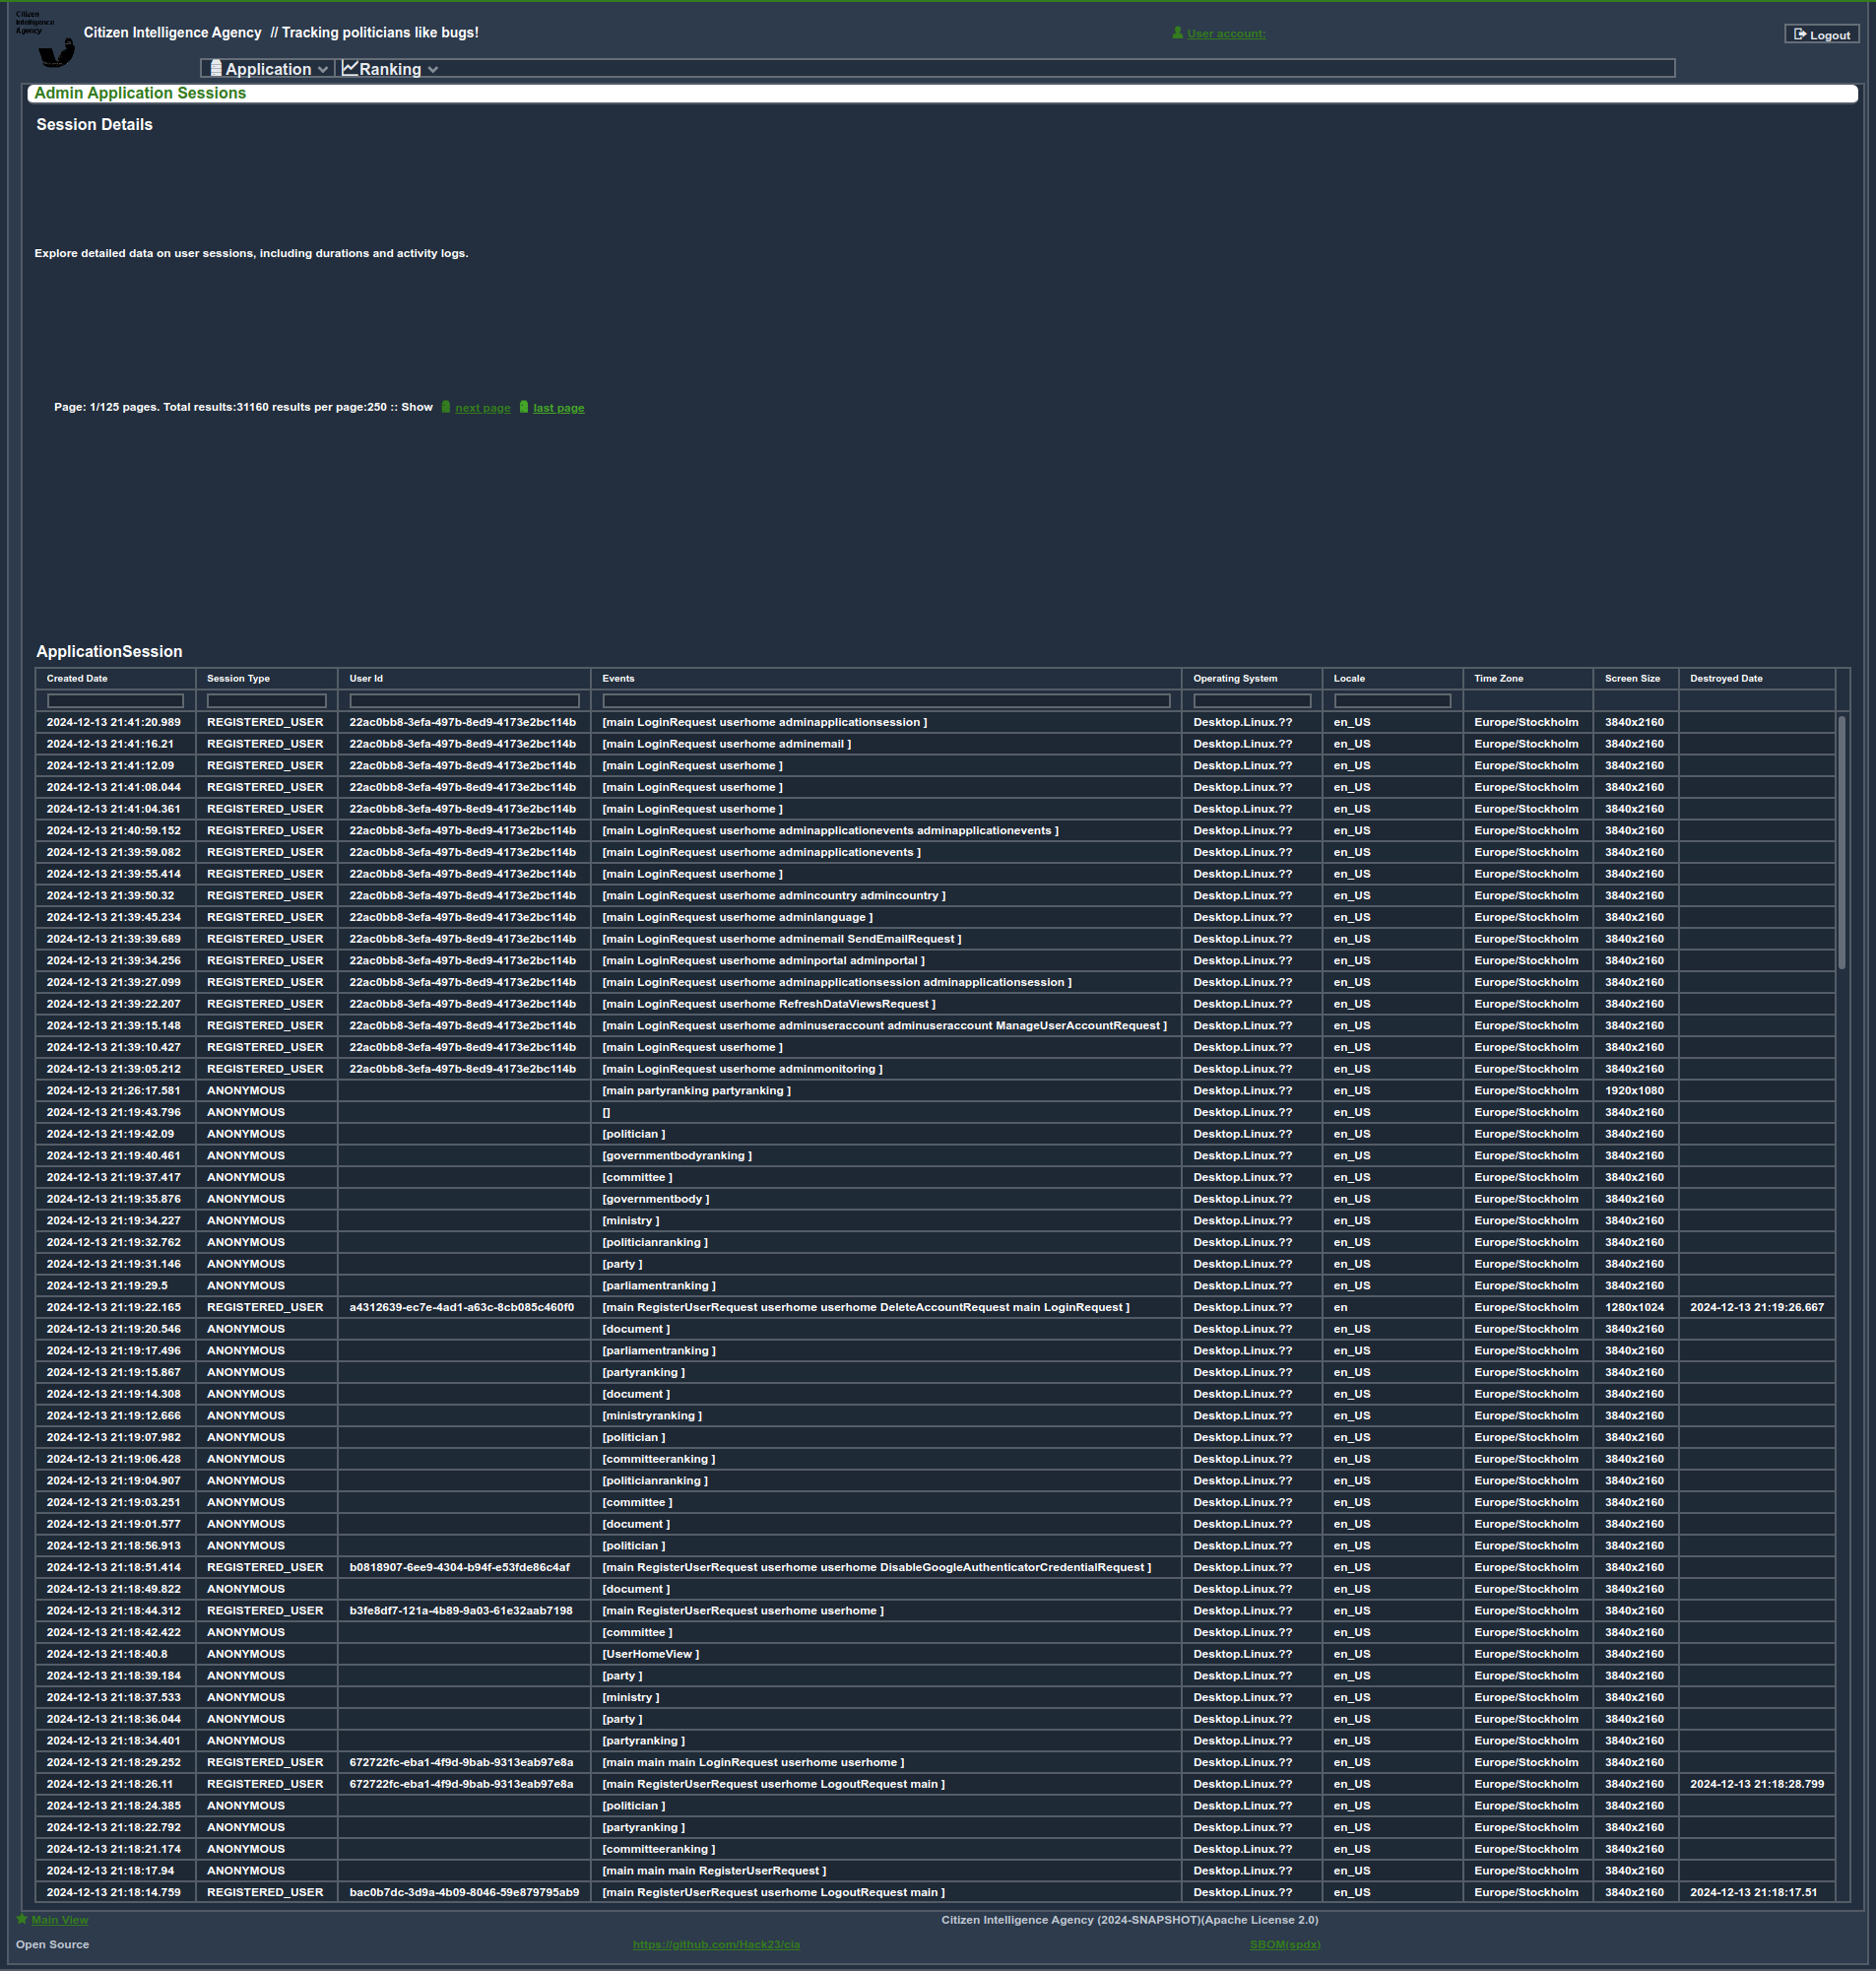 Citizen
Intelligence
Agency
Citizen Intelligence Agency // Tracking politicians like bugs!
User account:
Logout
Application Ranking
Admin Application Sessions
Session Details
Explore detailed data on user sessions, including durations and activity logs.
Page: 1/125 pages. Total results:31160 results per page:250 :: Show next page last page
ApplicationSession
Created Date Session Type User Id Events Operating System Locale Time Zone Screen Size Destroyed Date
2024-12-13 21:41:20.989 REGISTERED_USER 22ac0bb8-3efa-497b-8ed9-4173e2bc114b [main LoginRequest userhome adminapplicationsession ] Desktop.Linux.?? en_US Europe/Stockholm 3840x2160
2024-12-13 21:41:16.21 REGISTERED_USER 22ac0bb8-3efa-497b-8ed9-4173e2bc114b [main LoginRequest userhome adminemail ] Desktop.Linux.?? en_US Europe/Stockholm 3840x2160
2024-12-13 21:41:12.09 REGISTERED_USER 22ac0bb8-3efa-497b-8ed9-4173e2bc114b [main LoginRequest userhome ] Desktop.Linux.?? en_US Europe/Stockholm 3840x2160
2024-12-13 21:41:08.044 REGISTERED_USER 22ac0bb8-3efa-497b-8ed9-4173e2bc114b [main LoginRequest userhome ] Desktop.Linux.?? en_US Europe/Stockholm 3840x2160
2024-12-13 21:41:04.361 REGISTERED_USER 22ac0bb8-3efa-497b-8ed9-4173e2bc114b [main LoginRequest userhome ] Desktop.Linux.?? en_US Europe/Stockholm 3840x2160
2024-12-13 21:40:59.152 REGISTERED_USER 22ac0bb8-3efa-497b-8ed9-4173e2bc114b [main LoginRequest userhome adminapplicationevents adminapplicationevents ] Desktop.Linux.?? en_US Europe/Stockholm 3840x2160
2024-12-13 21:39:59.082 REGISTERED_USER 22ac0bb8-3efa-497b-8ed9-4173e2bc114b [main LoginRequest userhome adminapplicationevents ] Desktop.Linux.?? en_US Europe/Stockholm 3840x2160
2024-12-13 21:39:55.414 REGISTERED_USER 22ac0bb8-3efa-497b-8ed9-4173e2bc114b [main LoginRequest userhome ] Desktop.Linux.?? en_US Europe/Stockholm 3840x2160
2024-12-13 21:39:50.32 REGISTERED_USER 22ac0bb8-3efa-497b-8ed9-4173e2bc114b [main LoginRequest userhome admincountry admincountry ] Desktop.Linux.?? en_US Europe/Stockholm 3840x2160
2024-12-13 21:39:45.234 REGISTERED_USER 22ac0bb8-3efa-497b-8ed9-4173e2bc114b [main LoginRequest userhome adminlanguage ] Desktop.Linux.?? en_US Europe/Stockholm 3840x2160
2024-12-13 21:39:39.689 REGISTERED_USER 22ac0bb8-3efa-497b-8ed9-4173e2bc114b [main LoginRequest userhome adminemail SendEmailRequest ] Desktop.Linux.?? en_US Europe/Stockholm 3840x2160
2024-12-13 21:39:34.256 REGISTERED_USER 22ac0bb8-3efa-497b-8ed9-4173e2bc114b [main LoginRequest userhome adminportal adminportal ] Desktop.Linux.?? en_US Europe/Stockholm 3840x2160
2024-12-13 21:39:27.099 REGISTERED_USER 22ac0bb8-3efa-497b-8ed9-4173e2bc114b [main LoginRequest userhome adminapplicationsession adminapplicationsession ] Desktop.Linux.?? en_US Europe/Stockholm 3840x2160
2024-12-13 21:39:22.207 REGISTERED_USER 22ac0bb8-3efa-497b-8ed9-4173e2bc114b [main LoginRequest userhome RefreshDataViewsRequest ] Desktop.Linux.?? en_US Europe/Stockholm 3840x2160
2024-12-13 21:39:15.148 REGISTERED_USER 22ac0bb8-3efa-497b-8ed9-4173e2bc114b [main LoginRequest userhome adminuseraccount adminuseraccount ManageUserAccountRequest ] Desktop.Linux.?? en_US Europe/Stockholm 3840x2160
2024-12-13 21:39:10.427 REGISTERED_USER 22ac0bb8-3efa-497b-8ed9-4173e2bc114b [main LoginRequest userhome ] Desktop.Linux.?? en_US Europe/Stockholm 3840x2160
2024-12-13 21:39:05.212 REGISTERED_USER 22ac0bb8-3efa-497b-8ed9-4173e2bc114b [main LoginRequest userhome adminmonitoring ] Desktop.Linux.?? en_US Europe/Stockholm 3840x2160
2024-12-13 21:26:17.581 ANONYMOUS [main partyranking partyranking ] Desktop.Linux.?? en_US Europe/Stockholm 1920x1080
2024-12-13 21:19:43.796 ANONYMOUS [] Desktop.Linux.?? en_US Europe/Stockholm 3840x2160
2024-12-13 21:19:42.09 ANONYMOUS [politician ] Desktop.Linux.?? en_US Europe/Stockholm 3840x2160
2024-12-13 21:19:40.461 ANONYMOUS [governmentbodyranking ] Desktop.Linux.?? en_US Europe/Stockholm 3840x2160
2024-12-13 21:19:37.417 ANONYMOUS [committee ] Desktop.Linux.?? en_US Europe/Stockholm 3840x2160
2024-12-13 21:19:35.876 ANONYMOUS [governmentbody ] Desktop.Linux.?? en_US Europe/Stockholm 3840x2160
2024-12-13 21:19:34.227 ANONYMOUS [ministry ] Desktop.Linux.?? en_US Europe/Stockholm 3840x2160
2024-12-13 21:19:32.762 ANONYMOUS [politicianranking ] Desktop.Linux.?? en_US Europe/Stockholm 3840x2160
2024-12-13 21:19:31.146 ANONYMOUS [party ] Desktop.Linux.?? en_US Europe/Stockholm 3840x2160
2024-12-13 21:19:29.5 ANONYMOUS [parliamentranking ] Desktop.Linux.?? en_US Europe/Stockholm 3840x2160
2024-12-13 21:19:22.165 REGISTERED_USER a4312639-ec7e-4ad1-a63c-8cb085c460f0 [main RegisterUserRequest userhome userhome DeleteAccountRequest main LoginRequest ] Desktop.Linux.?? en Europe/Stockholm 1280x1024 2024-12-13 21:19:26.667
2024-12-13 21:19:20.546 ANONYMOUS [document ] Desktop.Linux.?? en_US Europe/Stockholm 3840x2160
2024-12-13 21:19:17.496 ANONYMOUS [parliamentranking ] Desktop.Linux.?? en_US Europe/Stockholm 3840x2160
2024-12-13 21:19:15.867 ANONYMOUS [partyranking ] Desktop.Linux.?? en_US Europe/Stockholm 3840x2160
2024-12-13 21:19:14.308 ANONYMOUS [document ] Desktop.Linux.?? en_US Europe/Stockholm 3840x2160
2024-12-13 21:19:12.666 ANONYMOUS [ministryranking ] Desktop.Linux.?? en_US Europe/Stockholm 3840x2160
2024-12-13 21:19:07.982 ANONYMOUS [politician ] Desktop.Linux.?? en_US Europe/Stockholm 3840x2160
2024-12-13 21:19:06.428 ANONYMOUS [committeeranking ] Desktop.Linux.?? en_US Europe/Stockholm 3840x2160
2024-12-13 21:19:04.907 ANONYMOUS [politicianranking ] Desktop.Linux.?? en_US Europe/Stockholm 3840x2160
2024-12-13 21:19:03.251 ANONYMOUS [committee ] Desktop.Linux.?? en_US Europe/Stockholm 3840x2160
2024-12-13 21:19:01.577 ANONYMOUS [document ] Desktop.Linux.?? en_US Europe/Stockholm 3840x2160
2024-12-13 21:18:56.913 ANONYMOUS [politician ] Desktop.Linux.?? en_US Europe/Stockholm 3840x2160
2024-12-13 21:18:51.414 REGISTERED_USER b0818907-6ee9-4304-b94f-e53fde86c4af [main RegisterUserRequest userhome userhome DisableGoogleAuthenticatorCredentialRequest ] Desktop.Linux.?? en_US Europe/Stockholm 3840x2160
2024-12-13 21:18:49.822 ANONYMOUS [document ] Desktop.Linux.?? en_US Europe/Stockholm 3840x2160
2024-12-13 21:18:44.312 REGISTERED_USER b3fe8df7-121a-4b89-9a03-61e32aab7198 [main RegisterUserRequest userhome userhome ] Desktop.Linux.?? en_US Europe/Stockholm 3840x2160
2024-12-13 21:18:42.422 ANONYMOUS [committee ] Desktop.Linux.?? en_US Europe/Stockholm 3840x2160
2024-12-13 21:18:40.8 ANONYMOUS [UserHomeView ] Desktop.Linux.?? en_US Europe/Stockholm 3840x2160
2024-12-13 21:18:39.184 ANONYMOUS [party ] Desktop.Linux.?? en_US Europe/Stockholm 3840x2160
2024-12-13 21:18:37.533 ANONYMOUS [ministry ] Desktop.Linux.?? en_US Europe/Stockholm 3840x2160
2024-12-13 21:18:36.044 ANONYMOUS [party ] Desktop.Linux.?? en_US Europe/Stockholm 3840x2160
2024-12-13 21:18:34.401 ANONYMOUS [partyranking ] Desktop.Linux.?? en_US Europe/Stockholm 3840x2160
2024-12-13 21:18:29.252 REGISTERED_USER 672722fc-eba1-4f9d-9bab-9313eab97e8a [main main main LoginRequest userhome userhome ] Desktop.Linux.?? en_US Europe/Stockholm 3840x2160
2024-12-13 21:18:26.11 REGISTERED_USER 672722fc-eba1-4f9d-9bab-9313eab97e8a [main RegisterUserRequest userhome LogoutRequest main ] Desktop.Linux.?? en_US Europe/Stockholm 3840x2160 2024-12-13 21:18:28.799
2024-12-13 21:18:24.385 ANONYMOUS [politician ] Desktop.Linux.?? en_US Europe/Stockholm 3840x2160
2024-12-13 21:18:22.792 ANONYMOUS [partyranking ] Desktop.Linux.?? en_US Europe/Stockholm 3840x2160
2024-12-13 21:18:21.174 ANONYMOUS [committeeranking ] Desktop.Linux.?? en_US Europe/Stockholm 3840x2160
2024-12-13 21:18:17.94 ANONYMOUS [main main main RegisterUserRequest ] Desktop.Linux.?? en_US Europe/Stockholm 3840x2160
2024-12-13 21:18:14.759 REGISTERED_USER bac0b7dc-3d9a-4b09-8046-59e879795ab9 [main RegisterUserRequest userhome LogoutRequest main ] Desktop.Linux.?? en_US Europe/Stockholm 3840x2160 2024-12-13 21:18:17.51
Main View Citizen Intelligence Agency (2024-SNAPSHOT)(Apache License 2.0)
Open Source https://github.com/Hack23/cia SBOM(spdx)